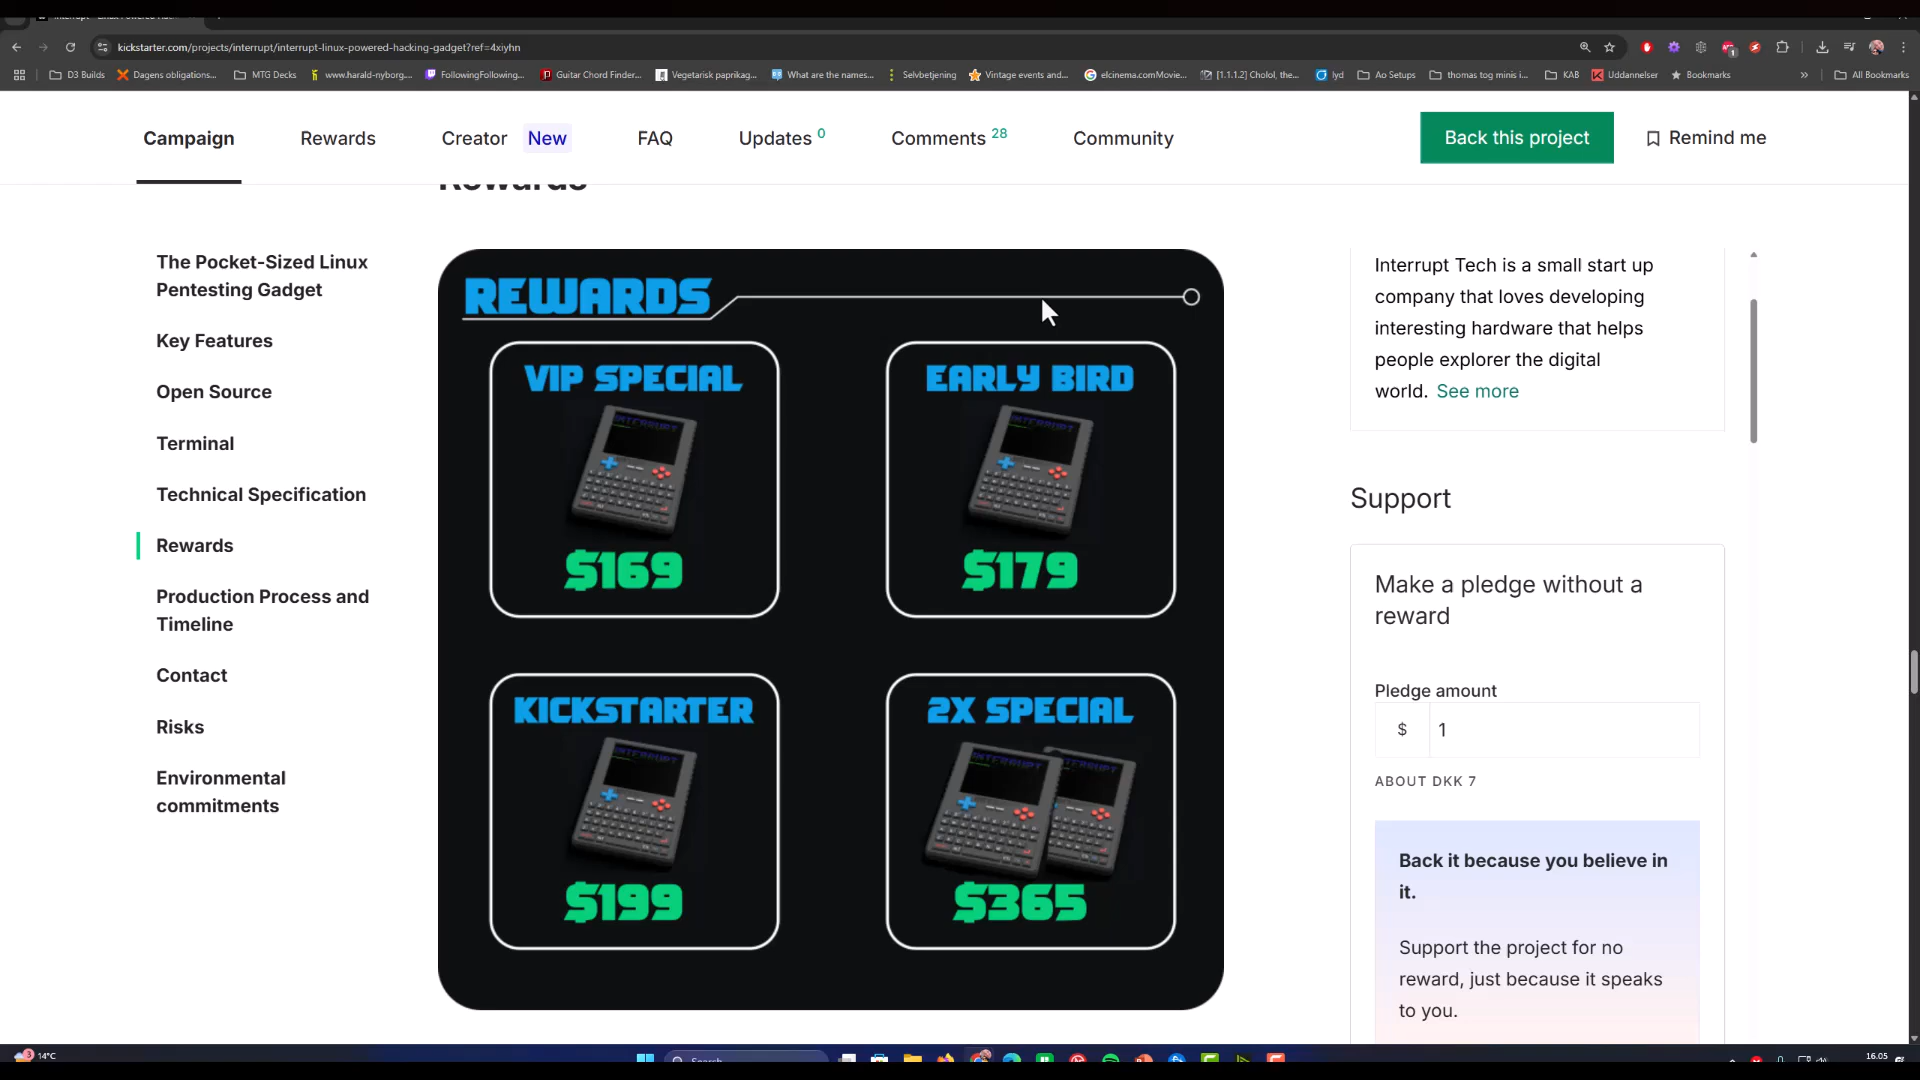 kickstarter.com/projects/interrupt/interrupt-linux-powered-hacking-gadget?ref=4xiyhn
D3 Builds
Dagens obligations...
MTG Decks
www.harald-nyborg....
FollowingFollowing...
Guitar Chord Finder...
Vegetarisk paprikag...
What are the names...
Selvbetjening
Vintage events and...
elcinema.comMovie...
[1.1.1.2] Cholol, the...
lyd
Ao Setups
thomas tog minis i...
KAB
Uddannelser
Bookmarks
All Bookmarks
Campaign
Rewards
Creator New
FAQ
Updates 0
Comments 28
Community
Back this project
Remind me
Rewards
The Pocket-Sized Linux
Pentesting Gadget
Key Features
Open Source
Terminal
Technical Specification
Rewards
Production Process and
Timeline
Contact
Risks
Environmental
commitments
REWARDS
VIP SPECIAL
INTERRUPT
$169
EARLY BIRD
INTERRUPT
$179
KICKSTARTER
INTERRUPT
$199
2X SPECIAL
INTERRUPT
$365
Interrupt Tech is a small start up
company that loves developing
interesting hardware that helps
people explorer the digital
world. See more
Support
Make a pledge without a
reward
Pledge amount
$ 1
ABOUT DKK 7
Back it because you believe in
it.
Support the project for no
reward, just because it speaks
to you.
3
14°C
Search
16.05